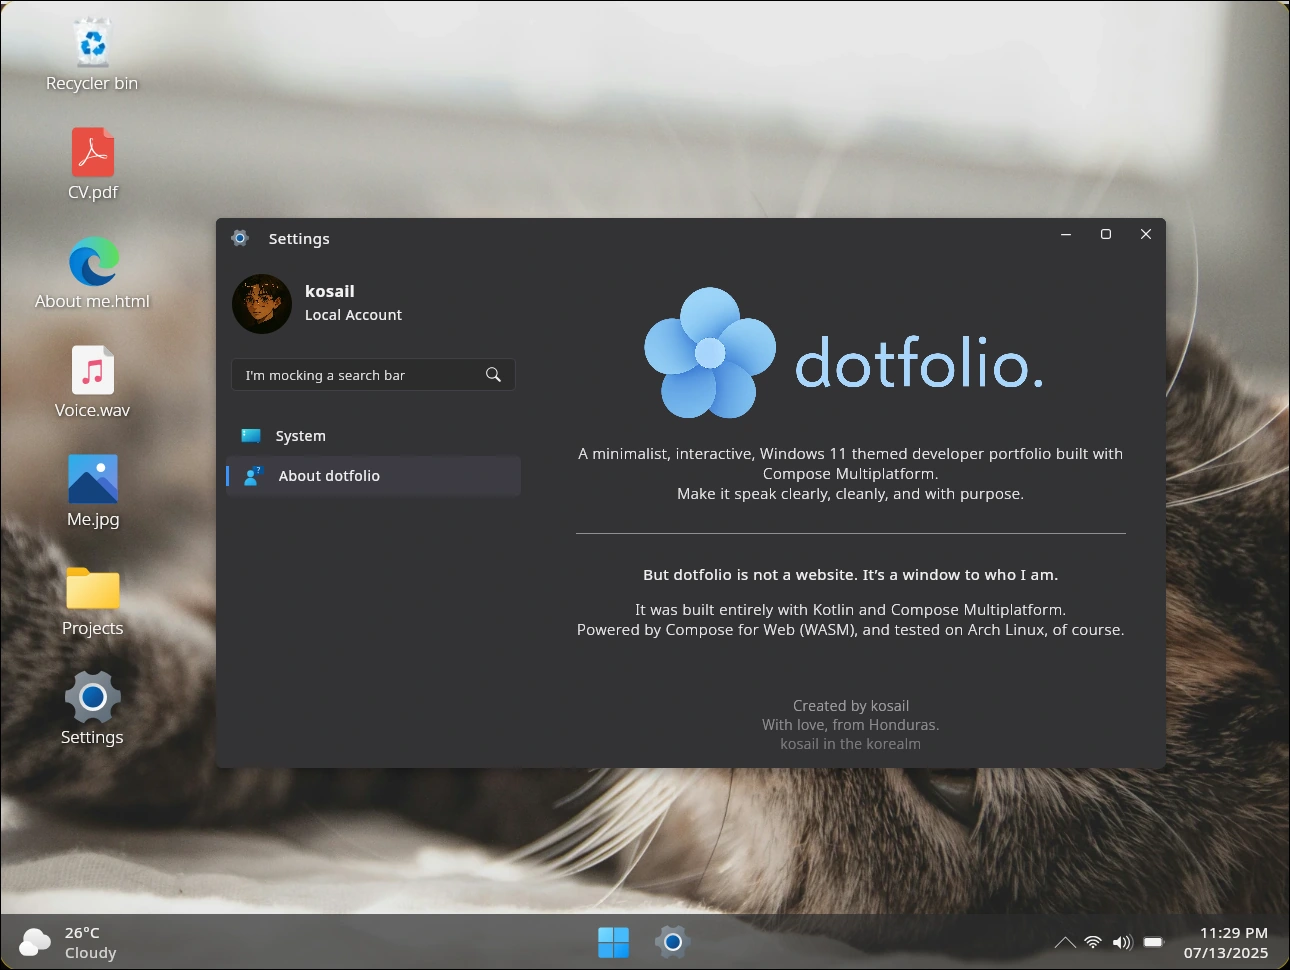 Recycler bin
CV.pdf
About me.html
Voice.wav
Me.jpg
Projects
Settings
Settings
kosail
Local Account
I'm mocking a search bar
System
About dotfolio
dotfolio.
A minimalist, interactive, Windows 11 themed developer portfolio built with
Compose Multiplatform.
Make it speak clearly, cleanly, and with purpose.
But dotfolio is not a website. It's a window to who I am.
It was built entirely with Kotlin and Compose Multiplatform.
Powered by Compose for Web (WASM), and tested on Arch Linux, of course.
Created by kosail
With love, from Honduras.
kosail in the korealm
26°C
Cloudy
11:29 PM
07/13/2025